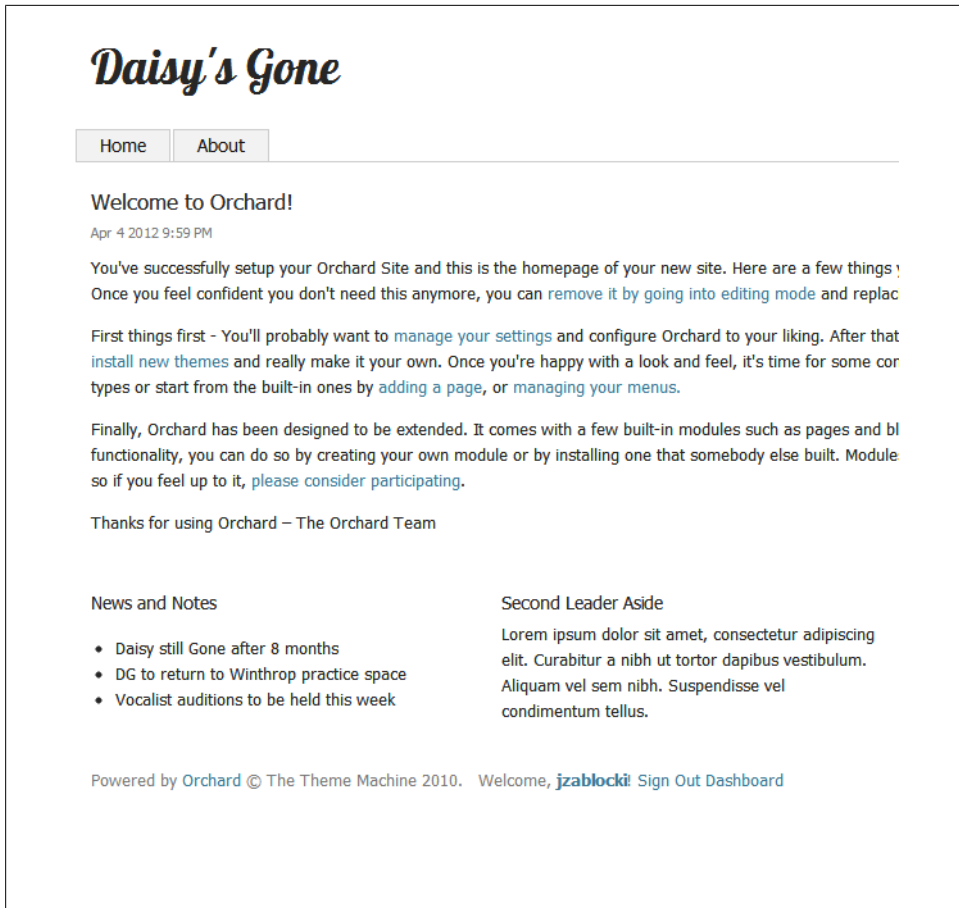 Daisy's Gone
Home About
Welcome to Orchard!
Apr 4 2012 9:59 PM
You've successfully setup your Orchard Site and this is the homepage of your new site. Here are a few things
Once you feel confident you don't need this anymore, you can remove it by going into editing mode and replac
First things first - You'll probably want to manage your settings and configure Orchard to your liking. After that
install new themes and really make it your own. Once you're happy with a look and feel, it's time for some con
types or start from the built-in ones by adding a page, or managing your menus.
Finally, Orchard has been designed to be extended. It comes with a few built-in modules such as pages and bl
functionality, you can do so by creating your own module or by installing one that somebody else built. Module
so if you feel up to it, please consider participating.
Thanks for using Orchard – The Orchard Team
News and Notes
• Daisy still Gone after 8 months
• DG to return to Winthrop practice space
• Vocalist auditions to be held this week
Second Leader Aside
Lorem ipsum dolor sit amet, consectetur adipiscing
elit. Curabitur a nibh ut tortor dapibus vestibulum.
Aliquam vel sem nibh. Suspendisse vel
condimentum tellus.
Powered by Orchard © The Theme Machine 2010. Welcome, jzablocki! Sign Out Dashboard